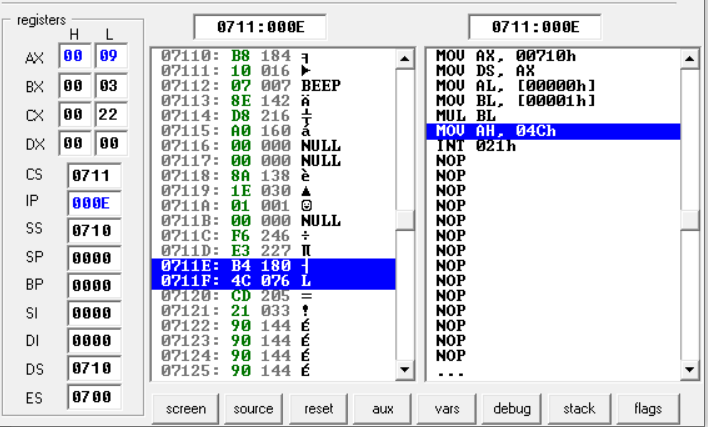 registers
H L
AX 00 09
BX 00 03
CX 00 22
DX 00 00
CS 0711
IP 000E
SS 0710
SP 0000
BP 0000
SI 0000
DI 0000
DS 0710
ES 0700
0711:000E
07110: B8 184 ╕
07111: 10 016 ►
07112: 07 007 BEEP
07113: 8E 142 Ä
07114: D8 216 ╪
07115: A0 160 á
07116: 00 000 NULL
07117: 00 000 NULL
07118: 8A 138 è
07119: 1E 030 ▲
0711A: 01 001 ☺
0711B: 00 000 NULL
0711C: F6 246 ÷
0711D: E3 227 π
0711E: B4 180 ┤
0711F: 4C 076 L
07120: CD 205 =
07121: 21 033 !
07122: 90 144 É
07123: 90 144 É
07124: 90 144 É
07125: 90 144 É
0711:000E
MOV AX, 00710h
MOV DS, AX
MOV AL, [00000h]
MOV BL, [00001h]
MUL BL
MOV AH, 04Ch
INT 021h
NOP
NOP
NOP
NOP
NOP
NOP
NOP
NOP
NOP
NOP
NOP
NOP
NOP
NOP
...
screen source reset aux vars debug stack flags